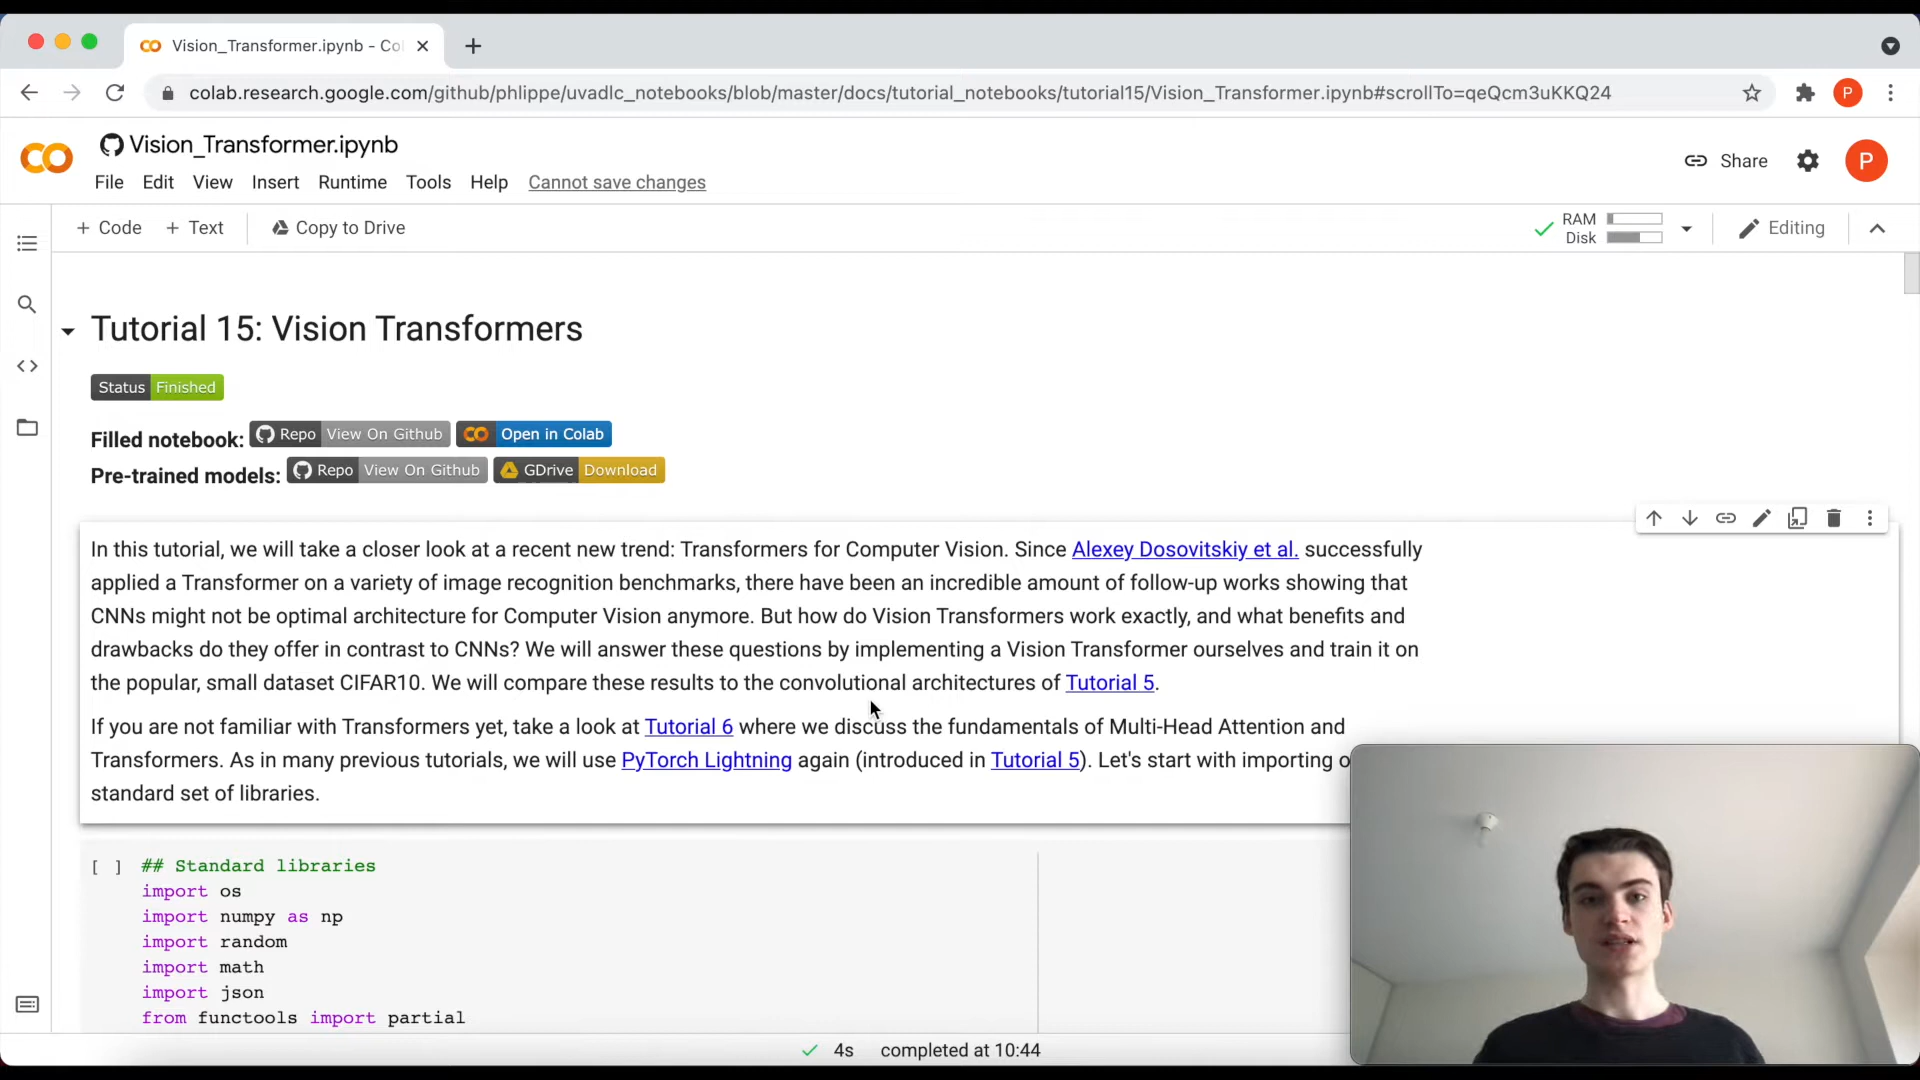 Vision_Transformer.ipynb - Co
colab.research.google.com/github/phlippe/uvadlc_notebooks/blob/master/docs/tutorial_notebooks/tutorial15/Vision_Transformer.ipynb#scrollTo=qeQcm3uKKQ24
P
Vision_Transformer.ipynb
Share
P
File Edit View Insert Runtime Tools Help Cannot save changes
+ Code + Text Copy to Drive
RAM
Disk
Editing
Tutorial 15: Vision Transformers
Status Finished
Filled notebook: Repo View On Github Open in Colab
Pre-trained models: Repo View On Github GDrive Download
In this tutorial, we will take a closer look at a recent new trend: Transformers for Computer Vision. Since Alexey Dosovitskiy et al. successfully
applied a Transformer on a variety of image recognition benchmarks, there have been an incredible amount of follow-up works showing that
CNNs might not be optimal architecture for Computer Vision anymore. But how do Vision Transformers work exactly, and what benefits and
drawbacks do they offer in contrast to CNNs? We will answer these questions by implementing a Vision Transformer ourselves and train it on
the popular, small dataset CIFAR10. We will compare these results to the convolutional architectures of Tutorial 5.
If you are not familiar with Transformers yet, take a look at Tutorial 6 where we discuss the fundamentals of Multi-Head Attention and
Transformers. As in many previous tutorials, we will use PyTorch Lightning again (introduced in Tutorial 5). Let's start with importing
standard set of libraries.
[ ] ## Standard libraries
import os
import numpy as np
import random
import math
import json
from functools import partial
4s completed at 10:44